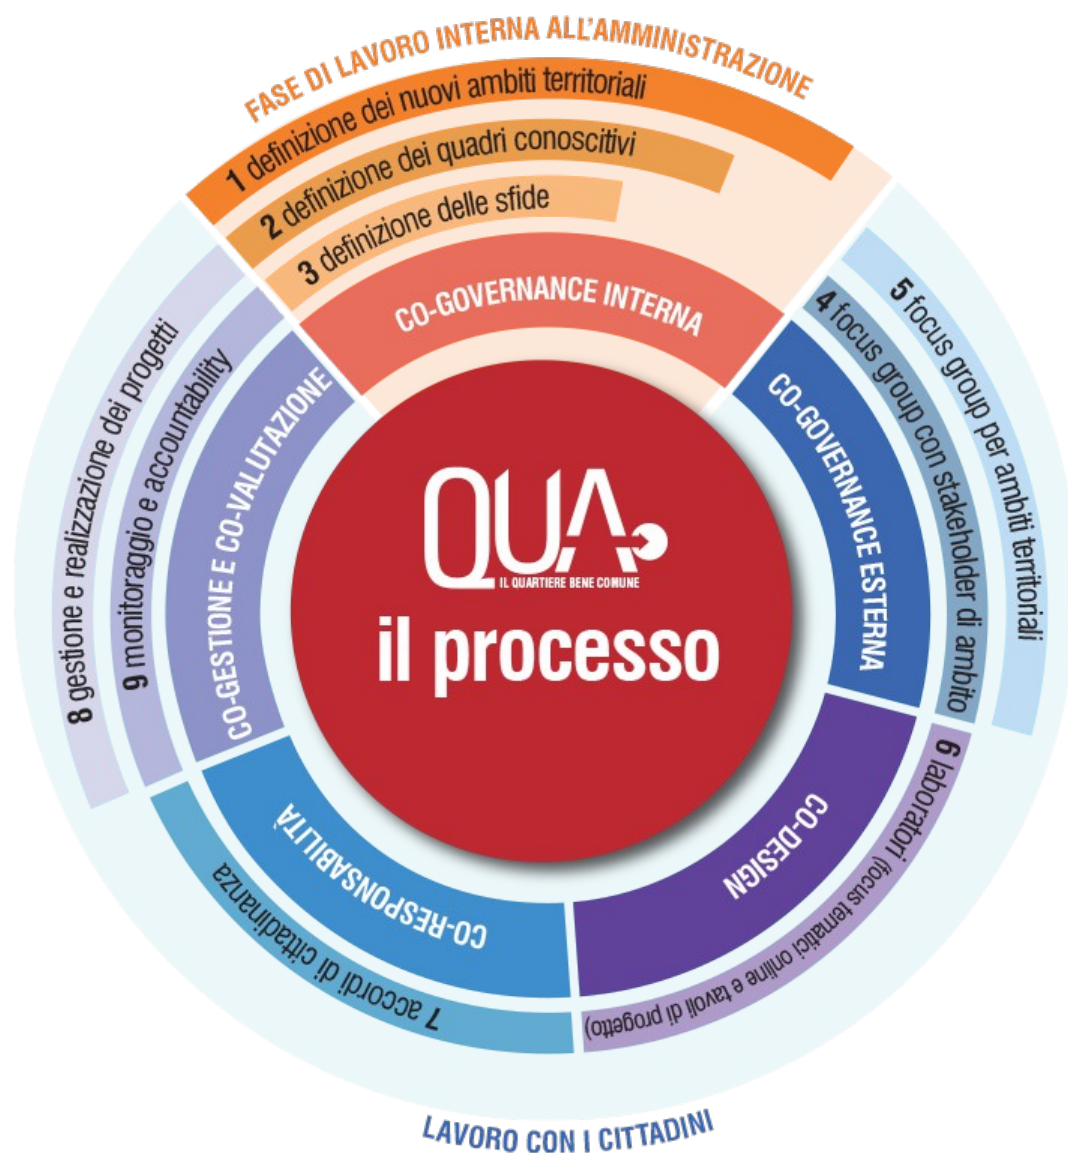 FASE DI LAVORO INTERNA ALL'AMMINISTRAZIONE
1 definizione dei nuovi ambiti territoriali
2 definizione dei quadri conoscitivi
3 definizione delle sfide
CO-GOVERNANCE INTERNA
CO-GOVERNANCE ESTERNA
4 focus group con stakeholder di ambito
5 focus group per ambiti territoriali
CO-DESIGN
6 laboratori (focus tematici online e tavoli di progetto)
CO-RESPONSABILITÀ
7 accordi di cittadinanza
CO-GESTIONE E CO-VALUTAZIONE
8 gestione e realizzazione dei progetti
9 monitoraggio e accountability
QUA
IL QUARTIERE BENE COMUNE
il processo
LAVORO CON I CITTADINI